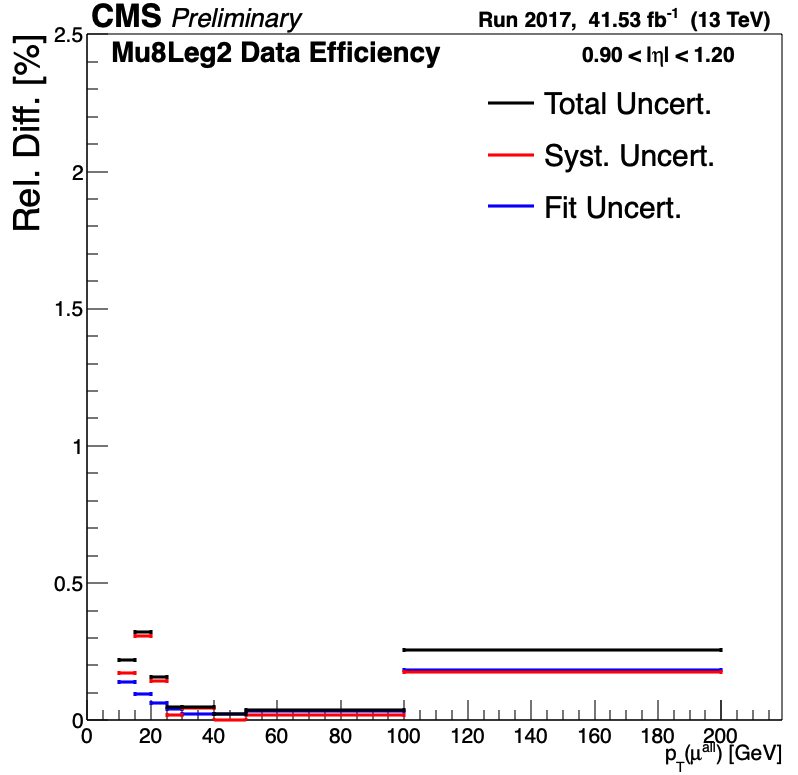 CMS Preliminary Run 2017, 41.53 fb⁻¹ (13 TeV)
Mu8Leg2 Data Efficiency 0.90 < |η| < 1.20
Total Uncert.
Syst. Uncert.
Fit Uncert.
Rel. Diff. [%]
2.5
2
1.5
1
0.5
0
0 20 40 60 80 100 120 140 160 180 200
p_T(μ^all) [GeV]